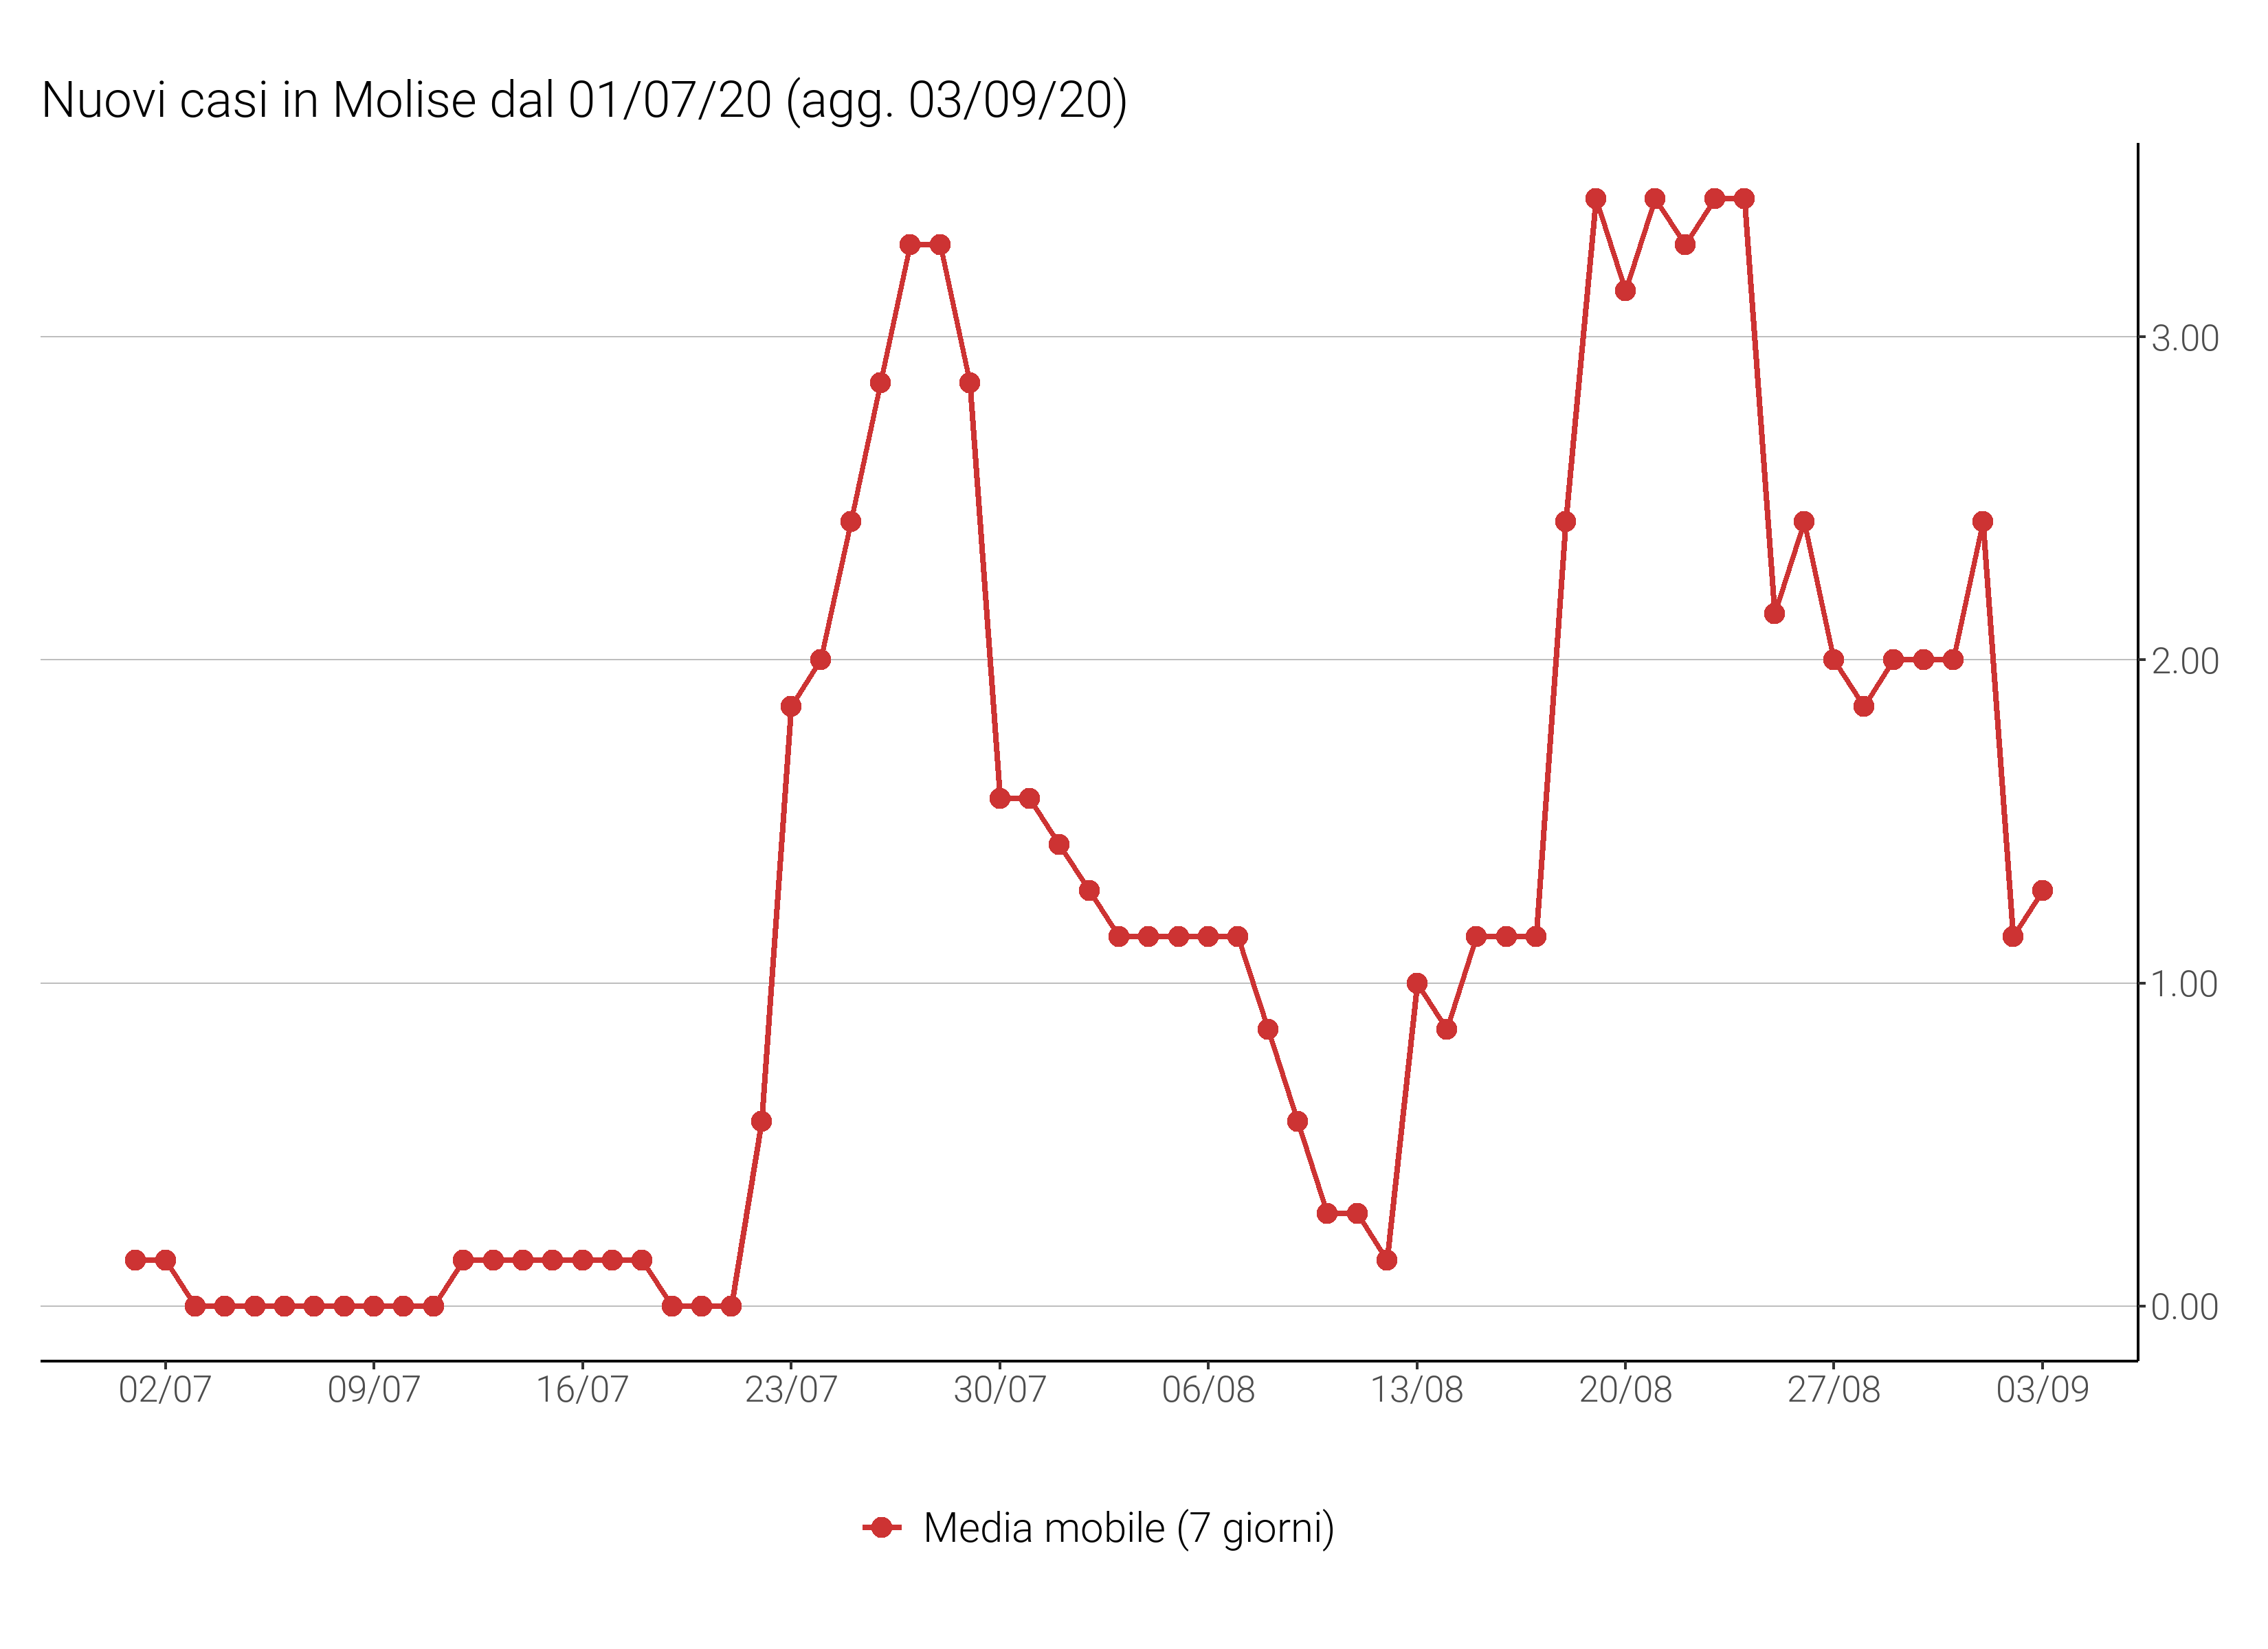 Nuovi casi in Molise dal 01/07/20 (agg. 03/09/20)
3.00
2.00
1.00
0.00
02/07 09/07 16/07 23/07 30/07 06/08 13/08 20/08 27/08 03/09
Media mobile (7 giorni)